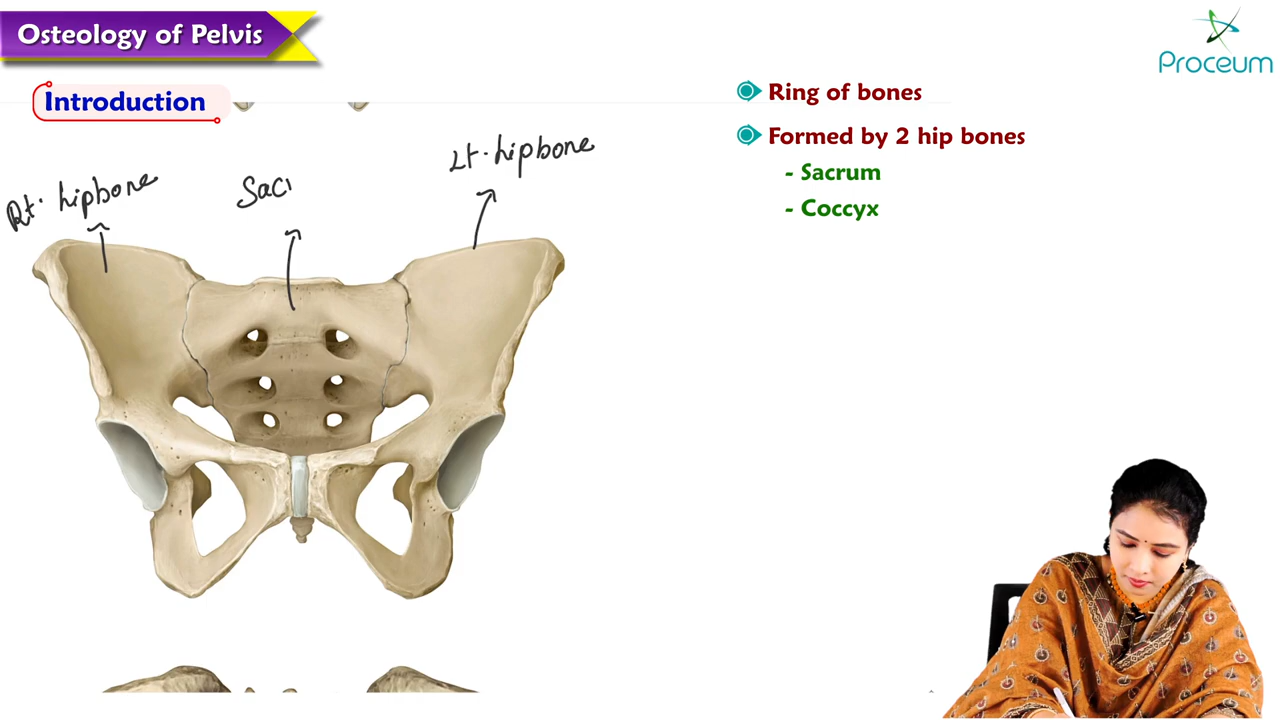 Osteology of Pelvis
Proceum
Introduction
Ring of bones
Formed by 2 hip bones
- Sacrum
- Coccyx
Rt. hipbone
Sac
Lt. hipbone